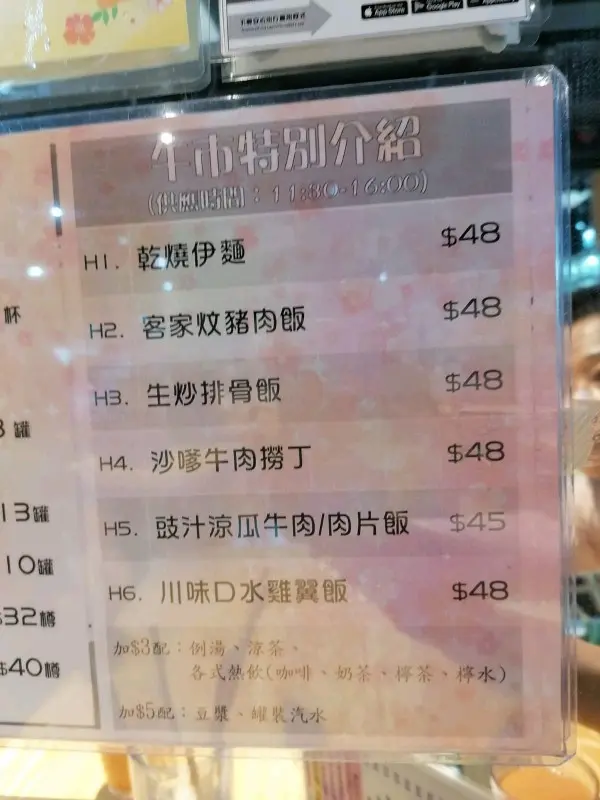 App Store
Google Play
午市特別介紹
(供應時間：11:30-16:00)
H1. 乾燒伊麵 $48
H2. 客家炆豬肉飯 $48
H3. 生炒排骨飯 $48
H4. 沙嗲牛肉撈丁 $48
H5. 豉汁涼瓜牛肉/肉片飯 $45
H6. 川味口水雞翼飯 $48
加$3配：例湯、涼茶、
各式熱飲(咖啡、奶茶、檸茶、檸水)
加$5配：豆漿、罐裝汽水
杯
罐
13罐
10罐
$32樽
$40樽